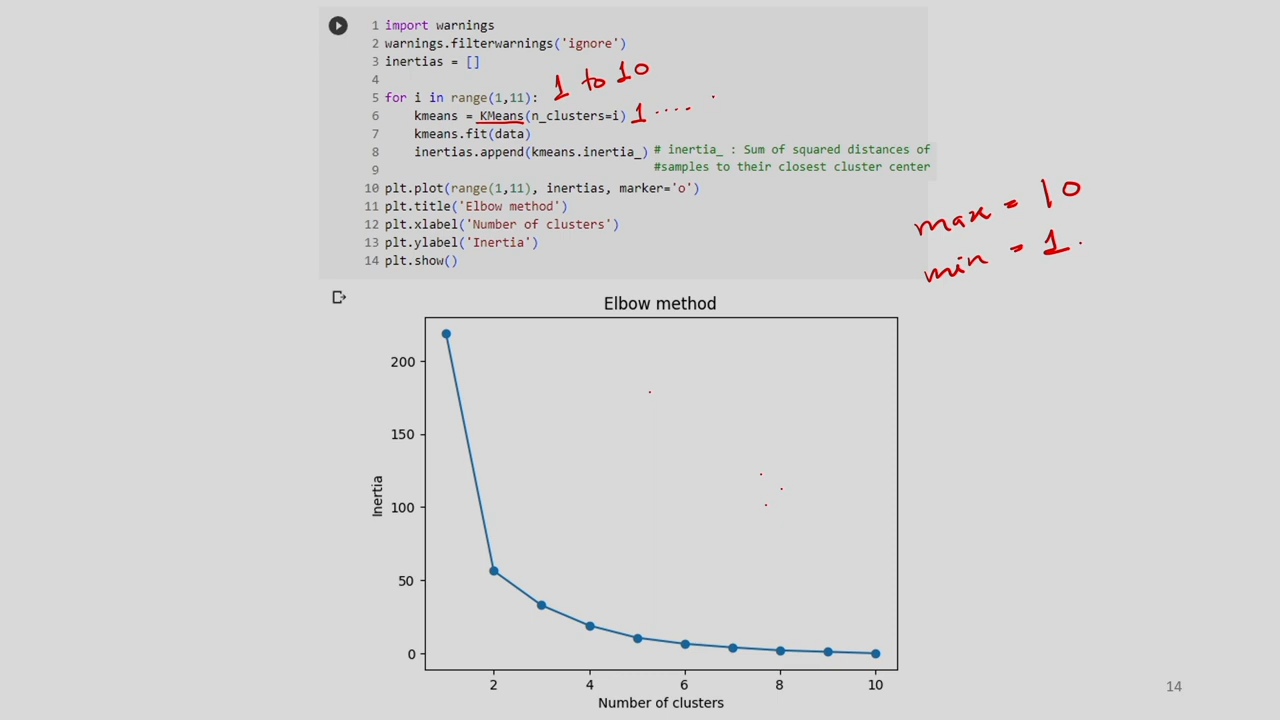 1 import warnings
2 warnings.filterwarnings('ignore')
3 inertias = []
4
5 for i in range(1,11):
1 to 10
6 kmeans = KMeans(n_clusters=i)
1 ....
7 kmeans.fit(data)
8 inertias.append(kmeans.inertia_) # inertia_ : Sum of squared distances of
9 #samples to their closest cluster center
10 plt.plot(range(1,11), inertias, marker='o')
11 plt.title('Elbow method')
12 plt.xlabel('Number of clusters')
13 plt.ylabel('Inertia')
14 plt.show()
max = 10
min = 1
Elbow method
200
150
100
50
0
Inertia
2 4 6 8 10
Number of clusters
14